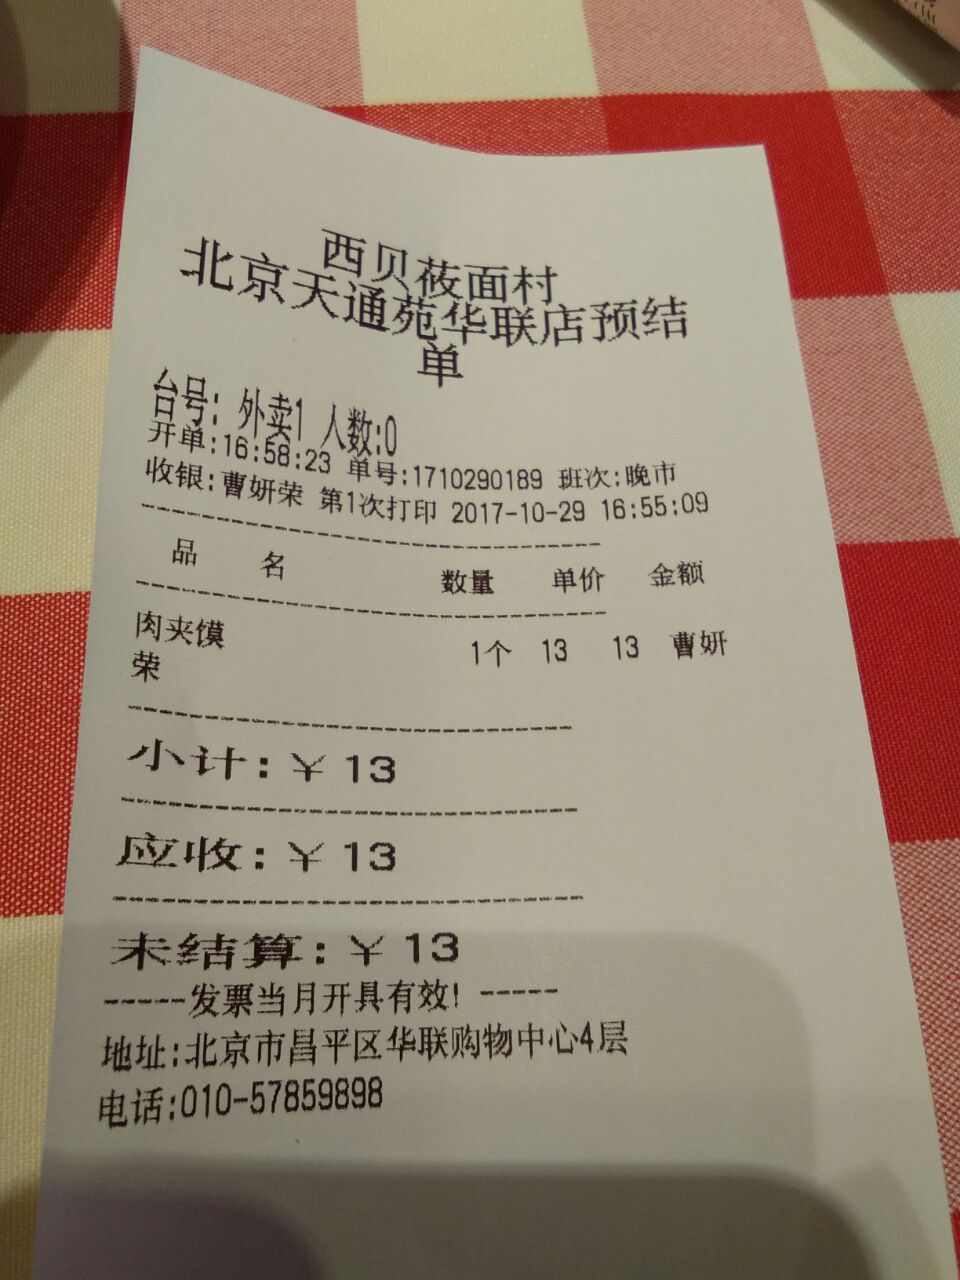 西贝莜面村
北京天通苑华联店预结
单
台号: 外卖1 人数:0
开单:16:58:23 单号:1710290189 班次:晚市
收银:曹妍荣 第1次打印 2017-10-29 16:55:09
品 名 数量 单价 金额
肉夹馍 1个 13 13 曹妍
荣
小计:￥13
应收:￥13
未结算:￥13
-----发票当月开具有效! -----
地址:北京市昌平区华联购物中心4层
电话:010-57859898